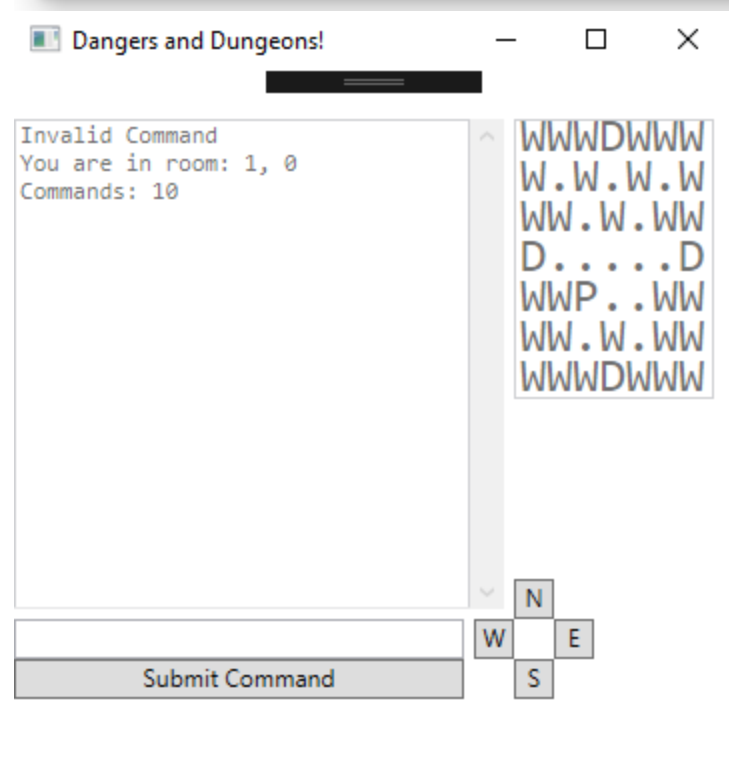 Dangers and Dungeons!
Invalid Command
You are in room: 1, 0
Commands: 10
WWWDWWW
W.W.W.W
WW.W.WW
D.....D
WWP..WW
WW.W.WW
WWWDWWW
N
W E
S
Submit Command